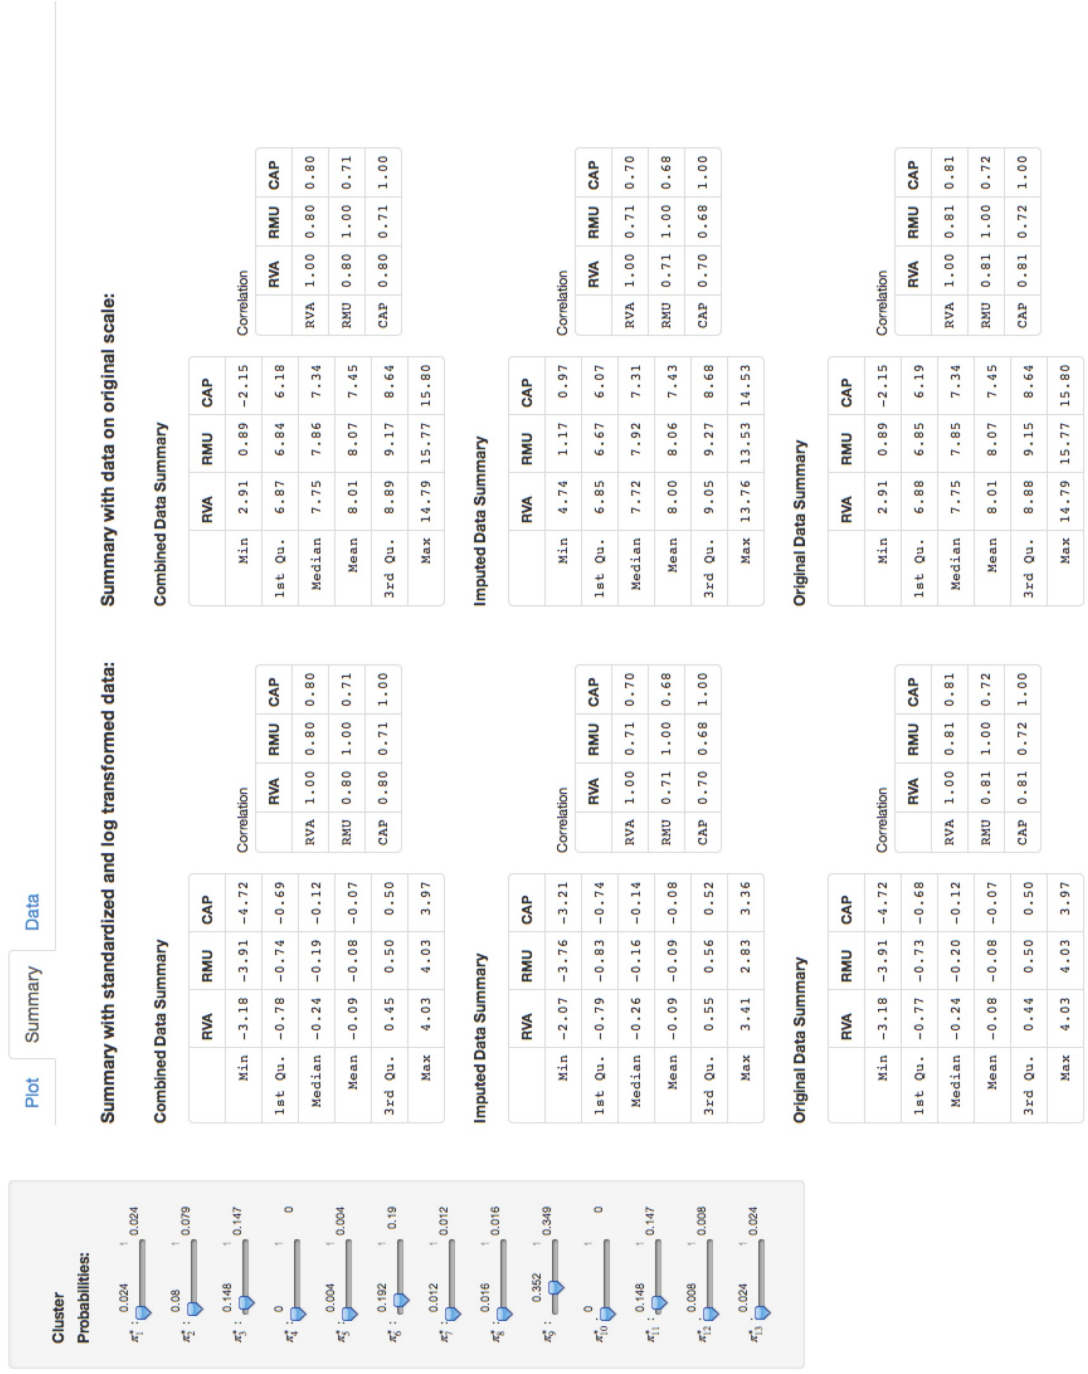 Plot Summary Data
Cluster
Probabilities:
π*1 : 0.024 1 0.024
π*2 : 0.08 1 0.079
π*3 : 0.148 1 0.147
π*4 : 0 1 0
π*5 : 0.004 1 0.004
π*6 : 0.192 1 0.19
π*7 : 0.012 1 0.012
π*8 : 0.016 1 0.016
π*9 : 0.352 1 0.349
π*10 : 0 1 0
π*11 : 0.148 1 0.147
π*12 : 0.008 1 0.008
π*13 : 0.024 1 0.024
Summary with standardized and log transformed data:
Combined Data Summary
RVA RMU CAP
Min -3.18 -3.91 -4.72
1st Qu. -0.78 -0.74 -0.69
Median -0.24 -0.19 -0.12
Mean -0.09 -0.08 -0.07
3rd Qu. 0.45 0.50 0.50
Max 4.03 4.03 3.97
Correlation
RVA RMU CAP
RVA 1.00 0.80 0.80
RMU 0.80 1.00 0.71
CAP 0.80 0.71 1.00
Imputed Data Summary
RVA RMU CAP
Min -2.07 -3.76 -3.21
1st Qu. -0.79 -0.83 -0.74
Median -0.26 -0.16 -0.14
Mean -0.09 -0.09 -0.08
3rd Qu. 0.55 0.56 0.52
Max 3.41 2.83 3.36
Correlation
RVA RMU CAP
RVA 1.00 0.71 0.70
RMU 0.71 1.00 0.68
CAP 0.70 0.68 1.00
Original Data Summary
RVA RMU CAP
Min -3.18 -3.91 -4.72
1st Qu. -0.77 -0.73 -0.68
Median -0.24 -0.20 -0.12
Mean -0.08 -0.08 -0.07
3rd Qu. 0.44 0.50 0.50
Max 4.03 4.03 3.97
Correlation
RVA RMU CAP
RVA 1.00 0.81 0.81
RMU 0.81 1.00 0.72
CAP 0.81 0.72 1.00
Summary with data on original scale:
Combined Data Summary
RVA RMU CAP
Min 2.91 0.89 -2.15
1st Qu. 6.87 6.84 6.18
Median 7.75 7.86 7.34
Mean 8.01 8.07 7.45
3rd Qu. 8.89 9.17 8.64
Max 14.79 15.77 15.80
Correlation
RVA RMU CAP
RVA 1.00 0.80 0.80
RMU 0.80 1.00 0.71
CAP 0.80 0.71 1.00
Imputed Data Summary
RVA RMU CAP
Min 4.74 1.17 0.97
1st Qu. 6.85 6.67 6.07
Median 7.72 7.92 7.31
Mean 8.00 8.06 7.43
3rd Qu. 9.05 9.27 8.68
Max 13.76 13.53 14.53
Correlation
RVA RMU CAP
RVA 1.00 0.71 0.70
RMU 0.71 1.00 0.68
CAP 0.70 0.68 1.00
Original Data Summary
RVA RMU CAP
Min 2.91 0.89 -2.15
1st Qu. 6.88 6.85 6.19
Median 7.75 7.85 7.34
Mean 8.01 8.07 7.45
3rd Qu. 8.88 9.15 8.64
Max 14.79 15.77 15.80
Correlation
RVA RMU CAP
RVA 1.00 0.81 0.81
RMU 0.81 1.00 0.72
CAP 0.81 0.72 1.00